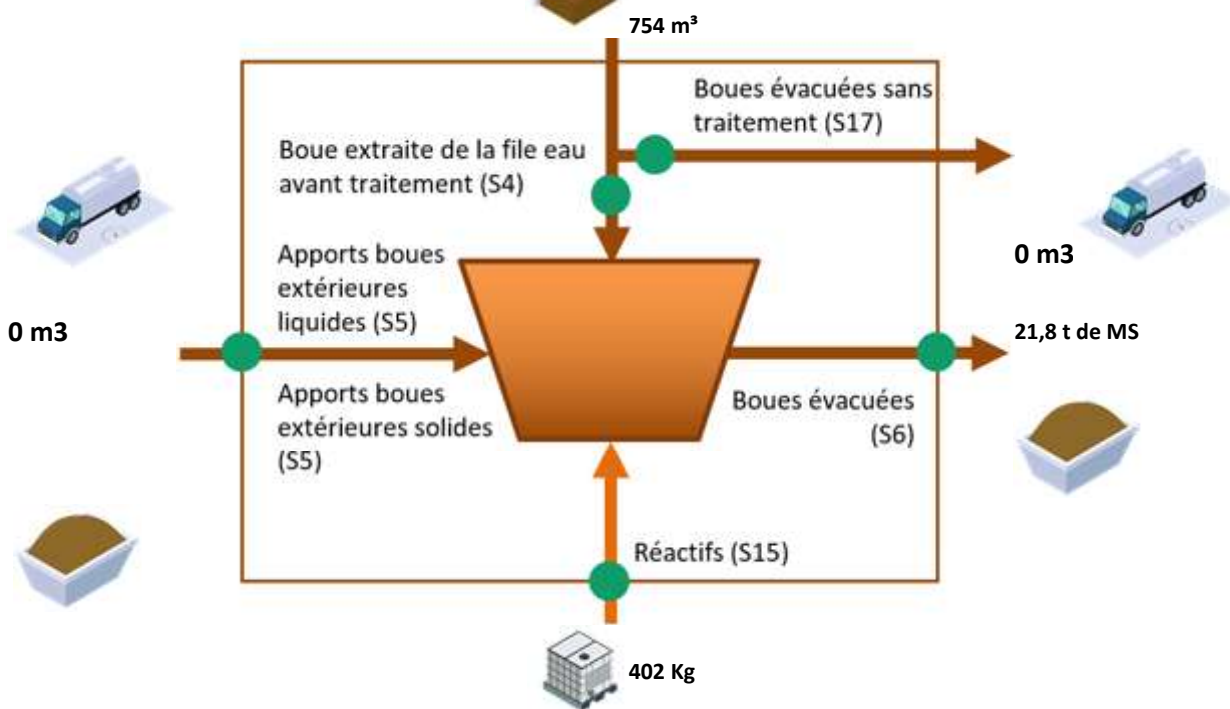 754 m³
Boues évacuées sans
traitement (S17)
Boue extraite de la file eau
avant traitement (S4)
Apports boues
extérieures
liquides (S5)
0 m3
0 m3
21,8 t de MS
Apports boues
extérieures solides
(S5)
Boues évacuées
(S6)
Réactifs (S15)
402 Kg